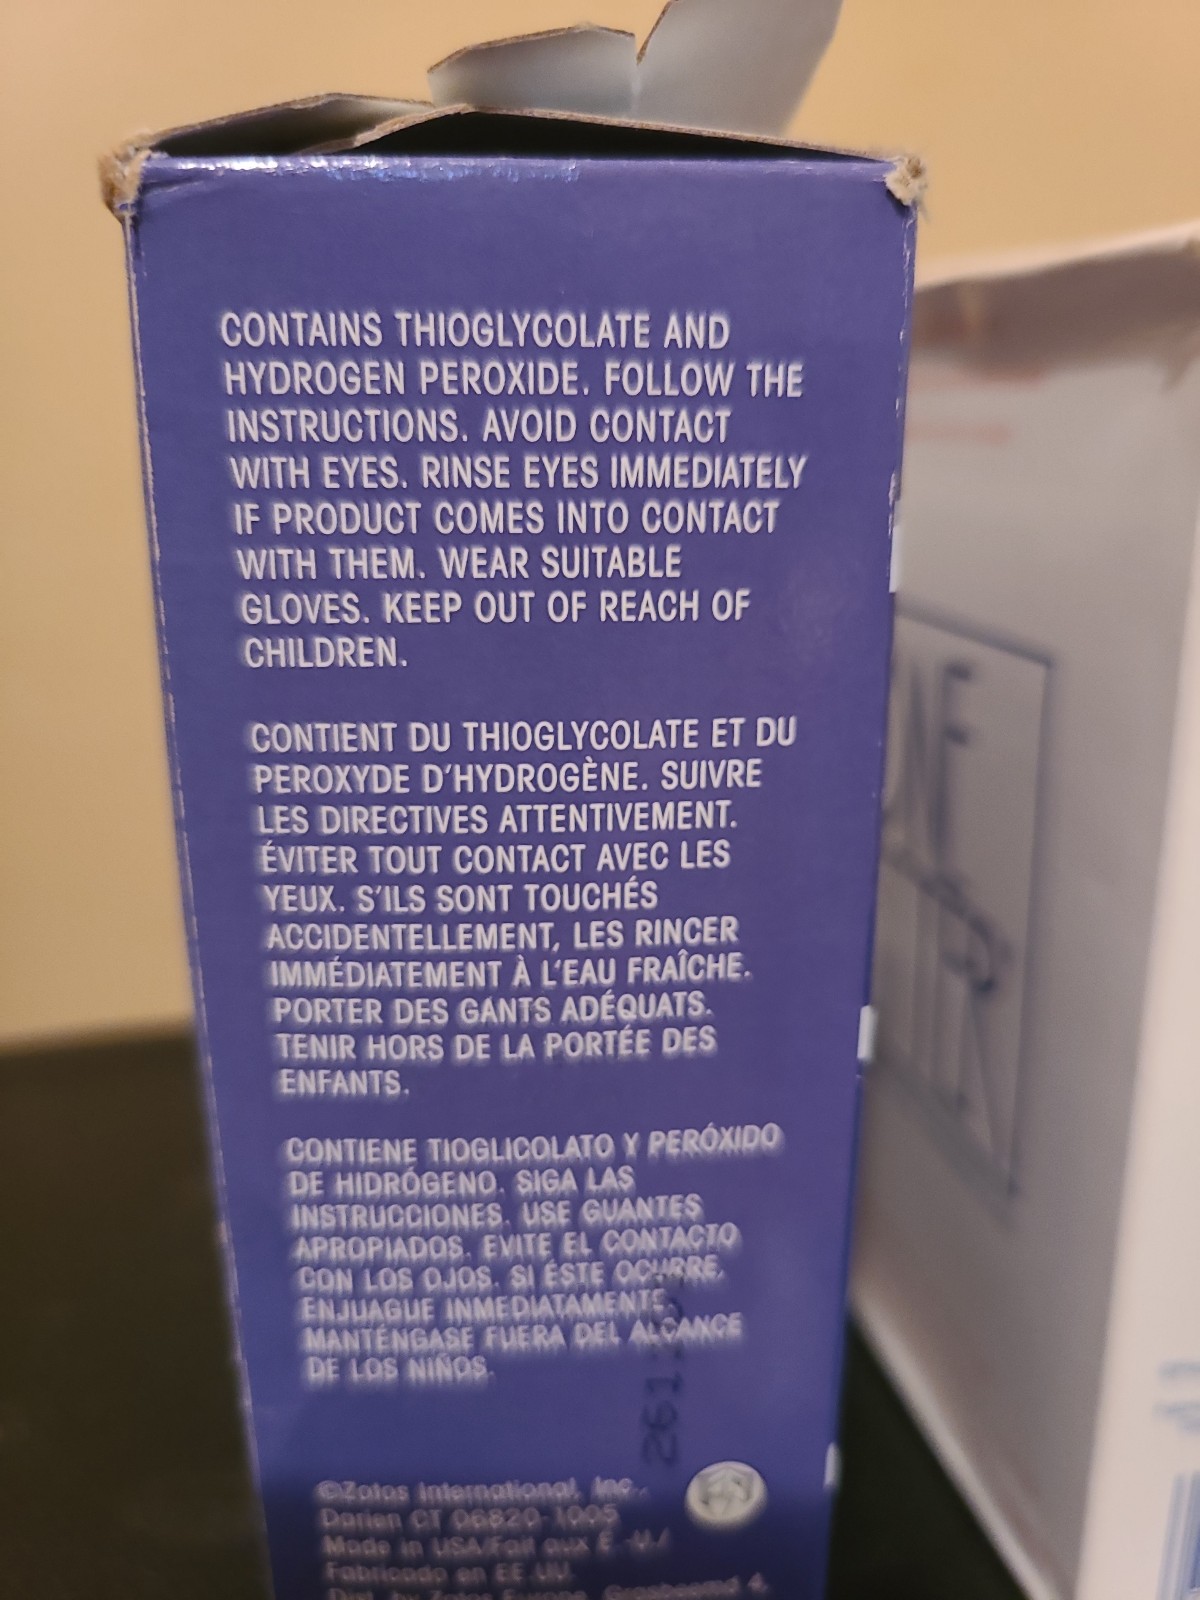 CONTAINS THIOGLYCOLATE AND
HYDROGEN PEROXIDE. FOLLOW THE
INSTRUCTIONS. AVOID CONTACT
WITH EYES. RINSE EYES IMMEDIATELY
IF PRODUCT COMES INTO CONTACT
WITH THEM. WEAR SUITABLE
GLOVES. KEEP OUT OF REACH OF
CHILDREN.
CONTIENT DU THIOGLYCOLATE ET DU
PEROXYDE D'HYDROGÈNE. SUIVRE
LES DIRECTIVES ATTENTIVEMENT.
ÉVITER TOUT CONTACT AVEC LES
YEUX. S'ILS SONT TOUCHÉS
ACCIDENTELLEMENT, LES RINCER
IMMÉDIATEMENT À L'EAU FRAÎCHE.
PORTER DES GANTS ADÉQUATS.
TENIR HORS DE LA PORTÉE DES
ENFANTS.
CONTIENE TIOGLICOLATO Y PERÓXIDO
DE HIDRÓGENO. SIGA LAS
INSTRUCCIONES. USE GUANTES
APROPIADOS. EVITE EL CONTACTO
CON LOS OJOS. SI ÉSTE OCURRE,
ENJUAGUE INMEDIATAMENTE.
MANTÉNGASE FUERA DEL ALCANCE
DE LOS NIÑOS.
©Zotos International, Inc.,
Darien CT 06820-1005
Made in USA/Fait aux É.-U./
Fabricado en EE.UU.
Dist. by Zotos Europe,